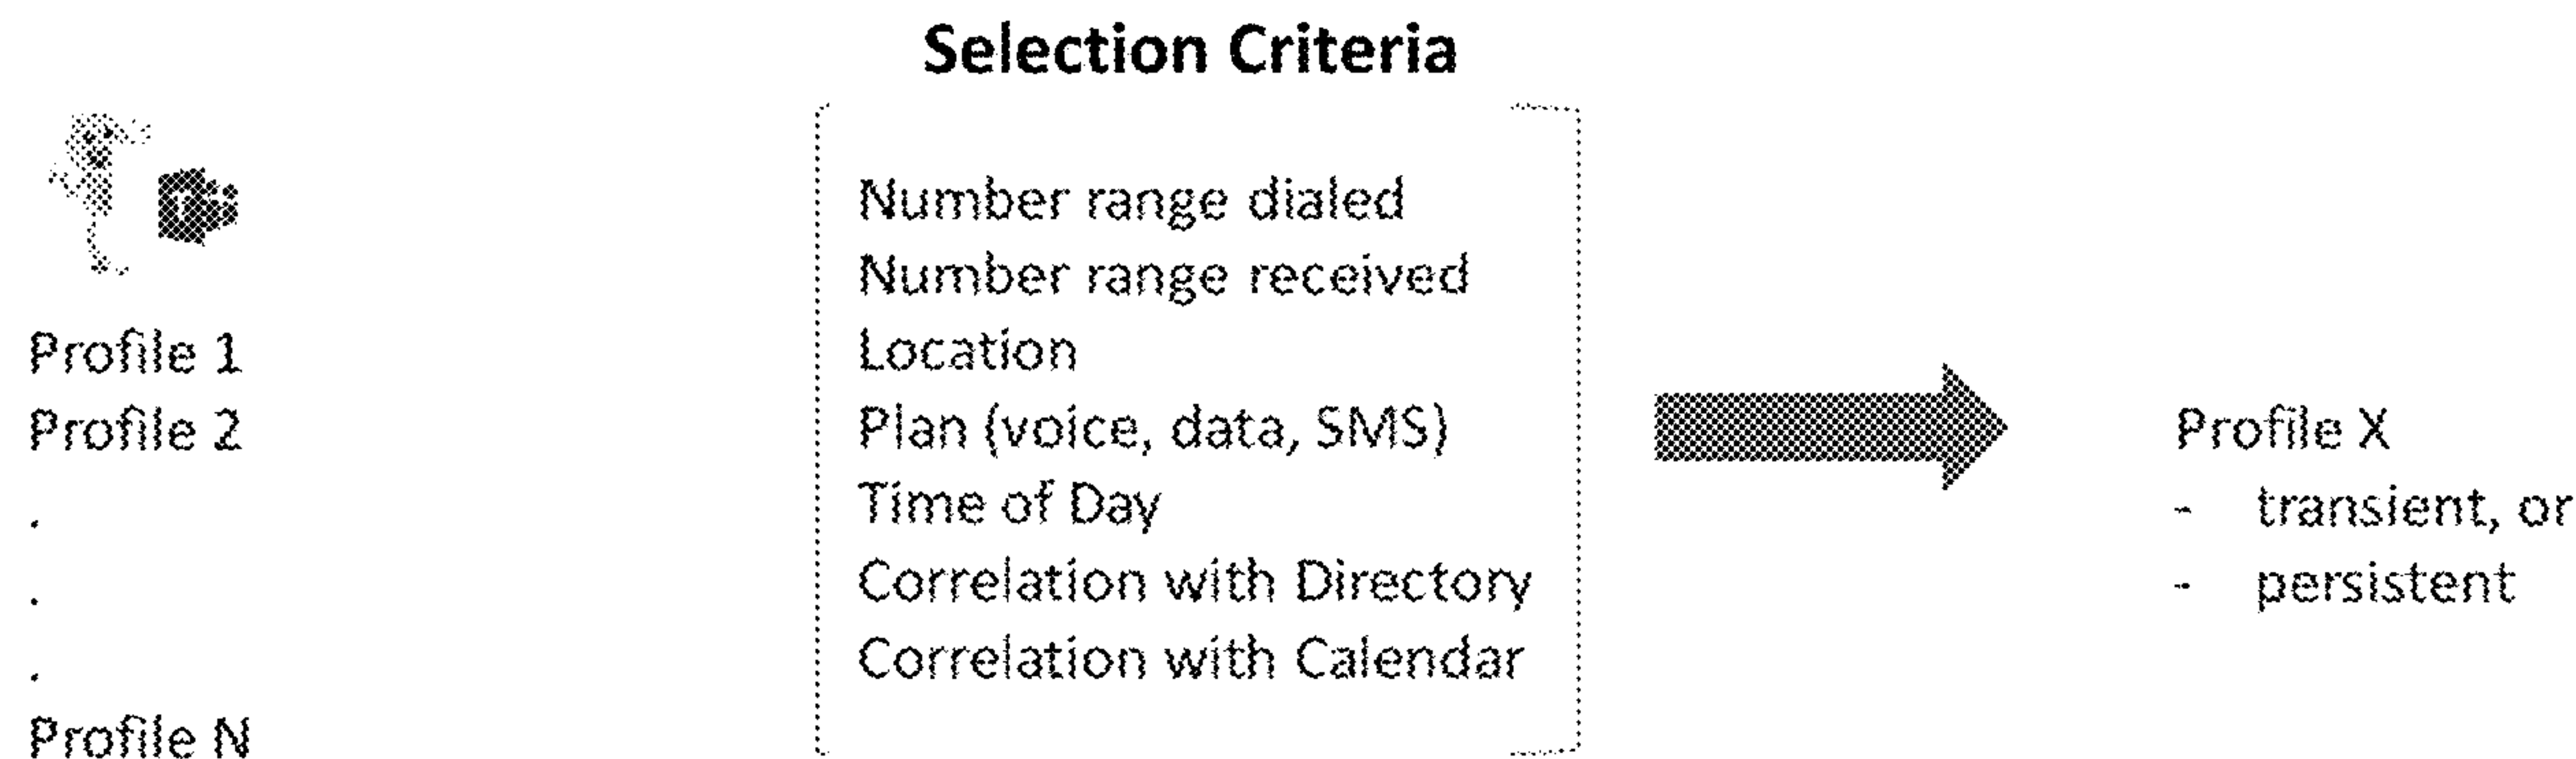 Selection Criteria
Profile 1
Profile 2
.
.
.
Profile N
Number range dialed
Number range received
Location
Plan (voice, data, SMS)
Time of Day
Correlation with Directory
Correlation with Calendar
Profile X
- transient, or
- persistent